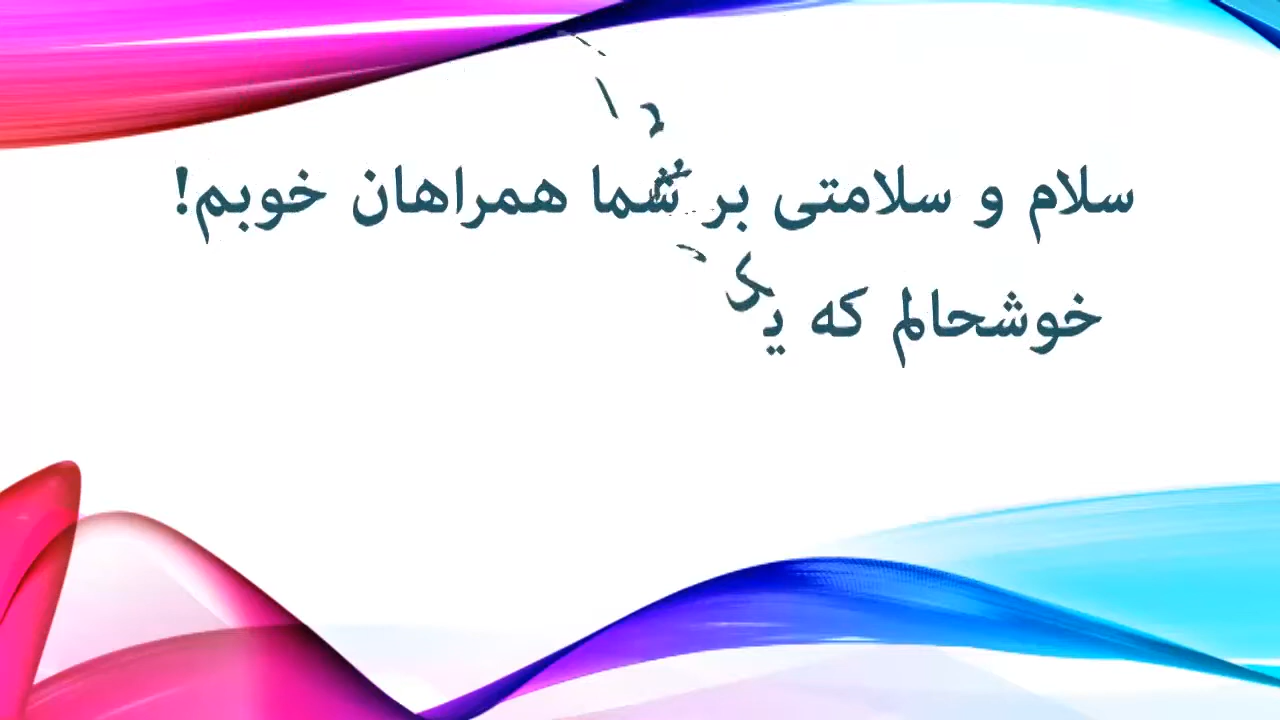 سلام و سلامتی بر شما همراهان خوبم!
خوشحالم که